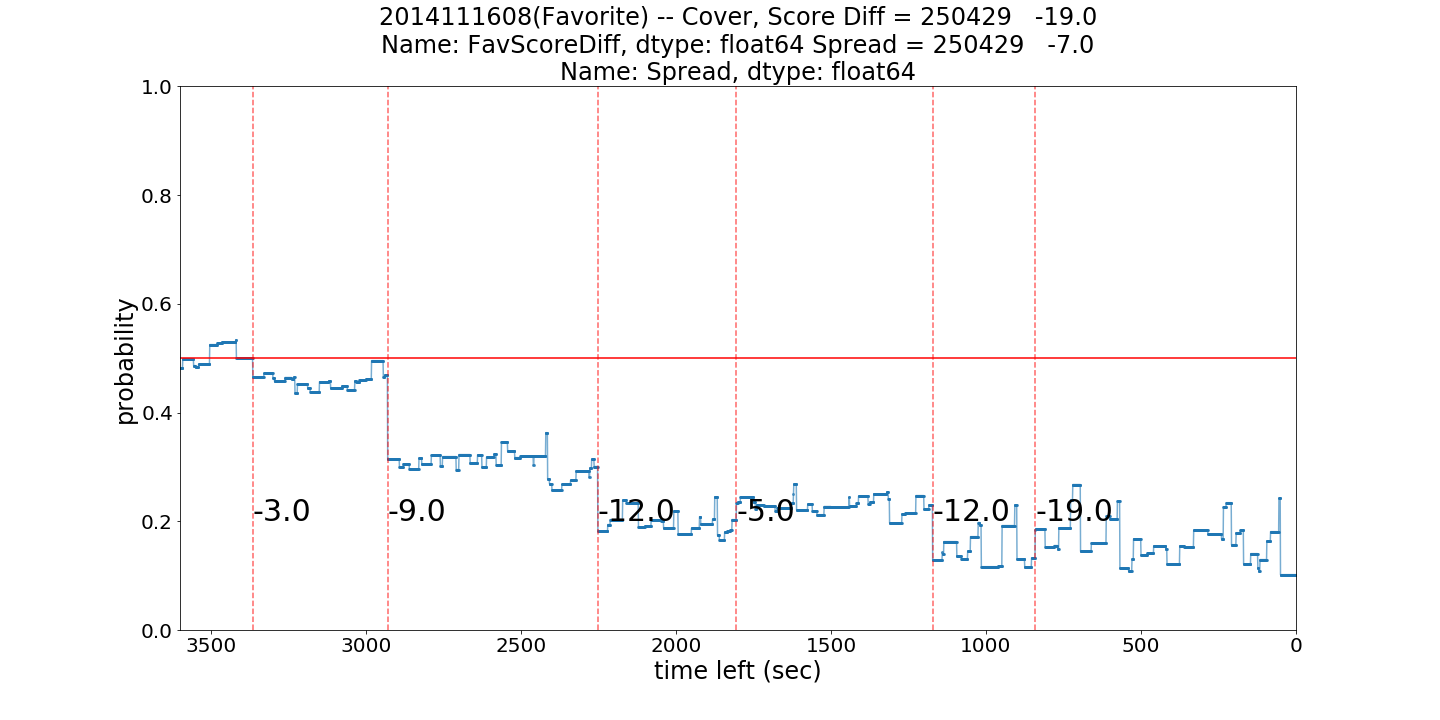 2014111608(Favorite) -- Cover, Score Diff = 250429   -19.0
Name: FavScoreDiff, dtype: float64 Spread = 250429   -7.0
Name: Spread, dtype: float64
1.0
0.8
0.6
0.4
0.2
0.0
probability
-3.0
-9.0
-12.0
-5.0
-12.0
-19.0
3500 3000 2500 2000 1500 1000 500 0
time left (sec)